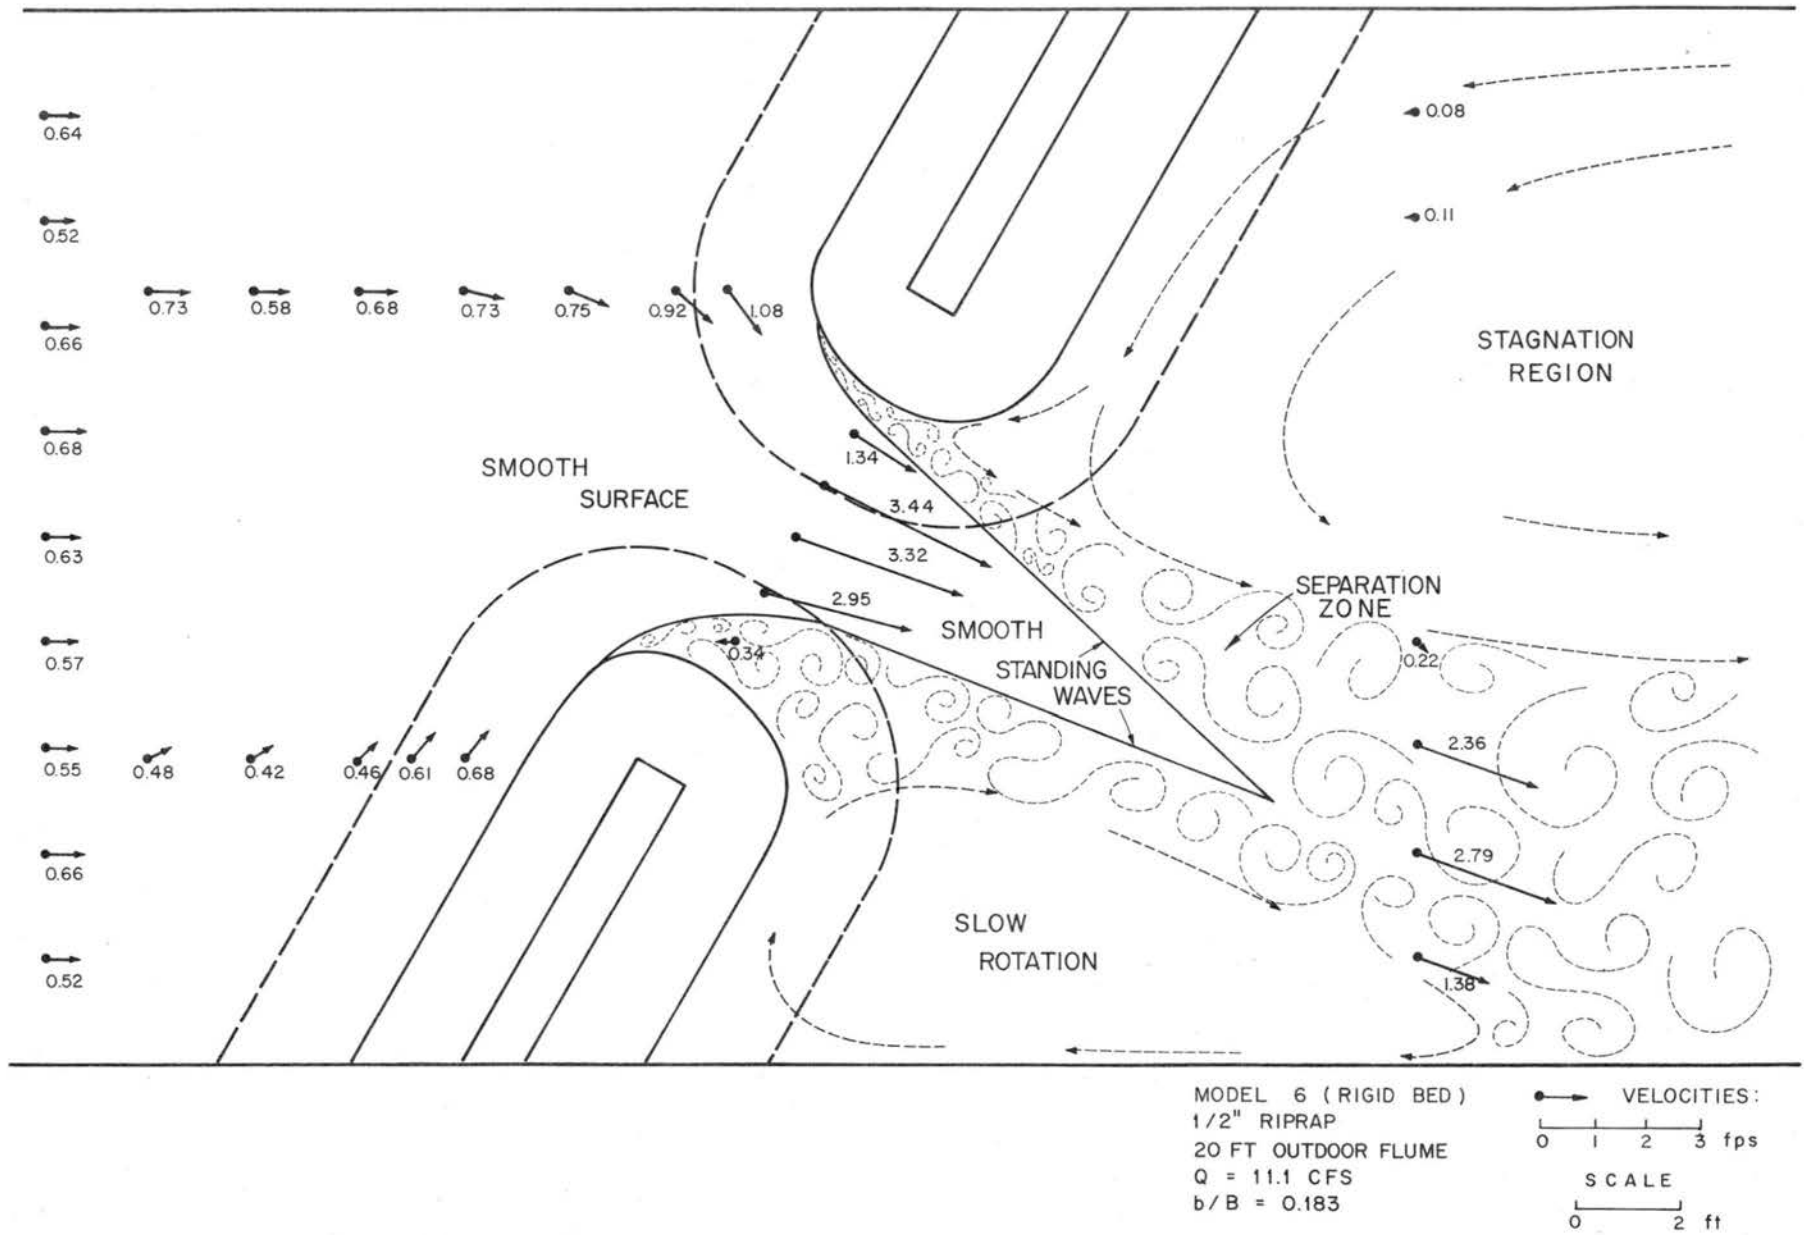 0.64
0.52
0.73
0.58
0.68
0.73
0.75
0.92
1.08
0.66
0.68
0.63
0.57
0.55
0.48
0.42
0.46
0.61
0.68
0.66
0.52
SMOOTH
SURFACE
1.34
3.44
3.32
2.95
0.34
SMOOTH
STANDING
WAVES
SLOW
ROTATION
0.08
0.11
STAGNATION
REGION
SEPARATION
ZONE
0.22
2.36
2.79
1.38
MODEL 6 (RIGID BED)
1/2" RIPRAP
20 FT OUTDOOR FLUME
Q = 11.1 CFS
b/B = 0.183
VELOCITIES:
0 1 2 3 fps
SCALE
0 2 ft